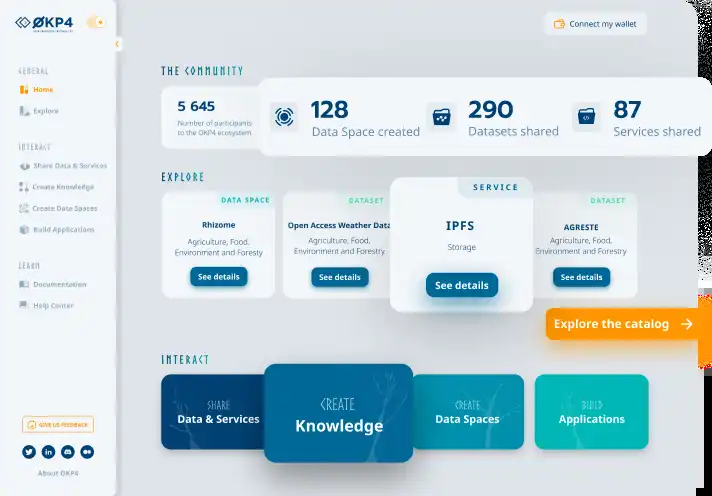 ØKP4
Connect my wallet
GENERAL
Home
Explore
INTERACT
Share Data & Services
Create Knowledge
Create Data Spaces
Build Applications
LEARN
Documentation
Help Center
GIVE US FEEDBACK
About OKP4
THE COMMUNITY
5 645
Number of participants
to the OKP4 ecosystem
128
Data Space created
290
Datasets shared
87
Services shared
EXPLORE
DATA SPACE
Rhizome
Agriculture, Food,
Environment and Forestry
See details
DATASET
Open Access Weather Data
Agriculture, Food,
Environment and Forestry
See details
SERVICE
IPFS
Storage
See details
DATASET
AGRESTE
Agriculture, Food,
Environment and Forestry
See details
Explore the catalog
INTERACT
SHARE
Data & Services
CREATE
Knowledge
CREATE
Data Spaces
BUILD
Applications